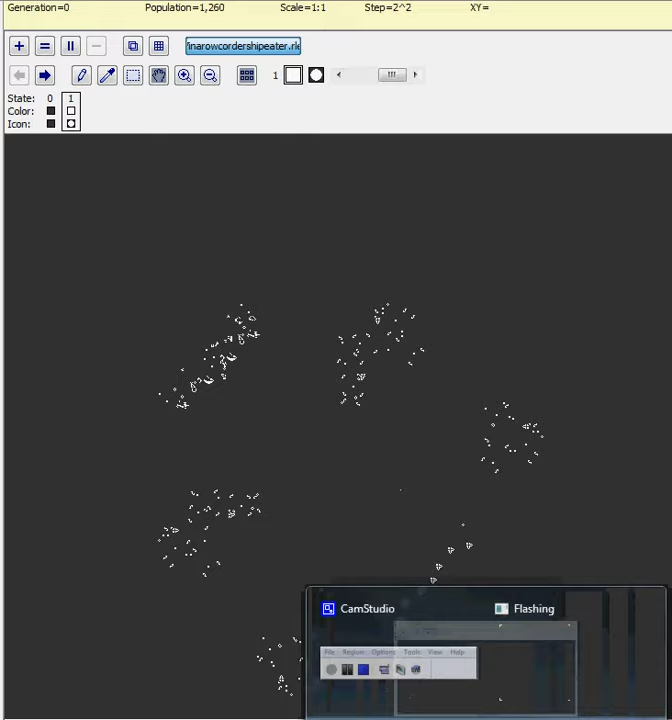 Generation=0 Population=1,260 Scale=1:1 Step=2^2 XY=
inarowcordershipeater.rle
1
State: 0 1
Color:
Icon:
CamStudio Flashing
File Region Options Tools View Help